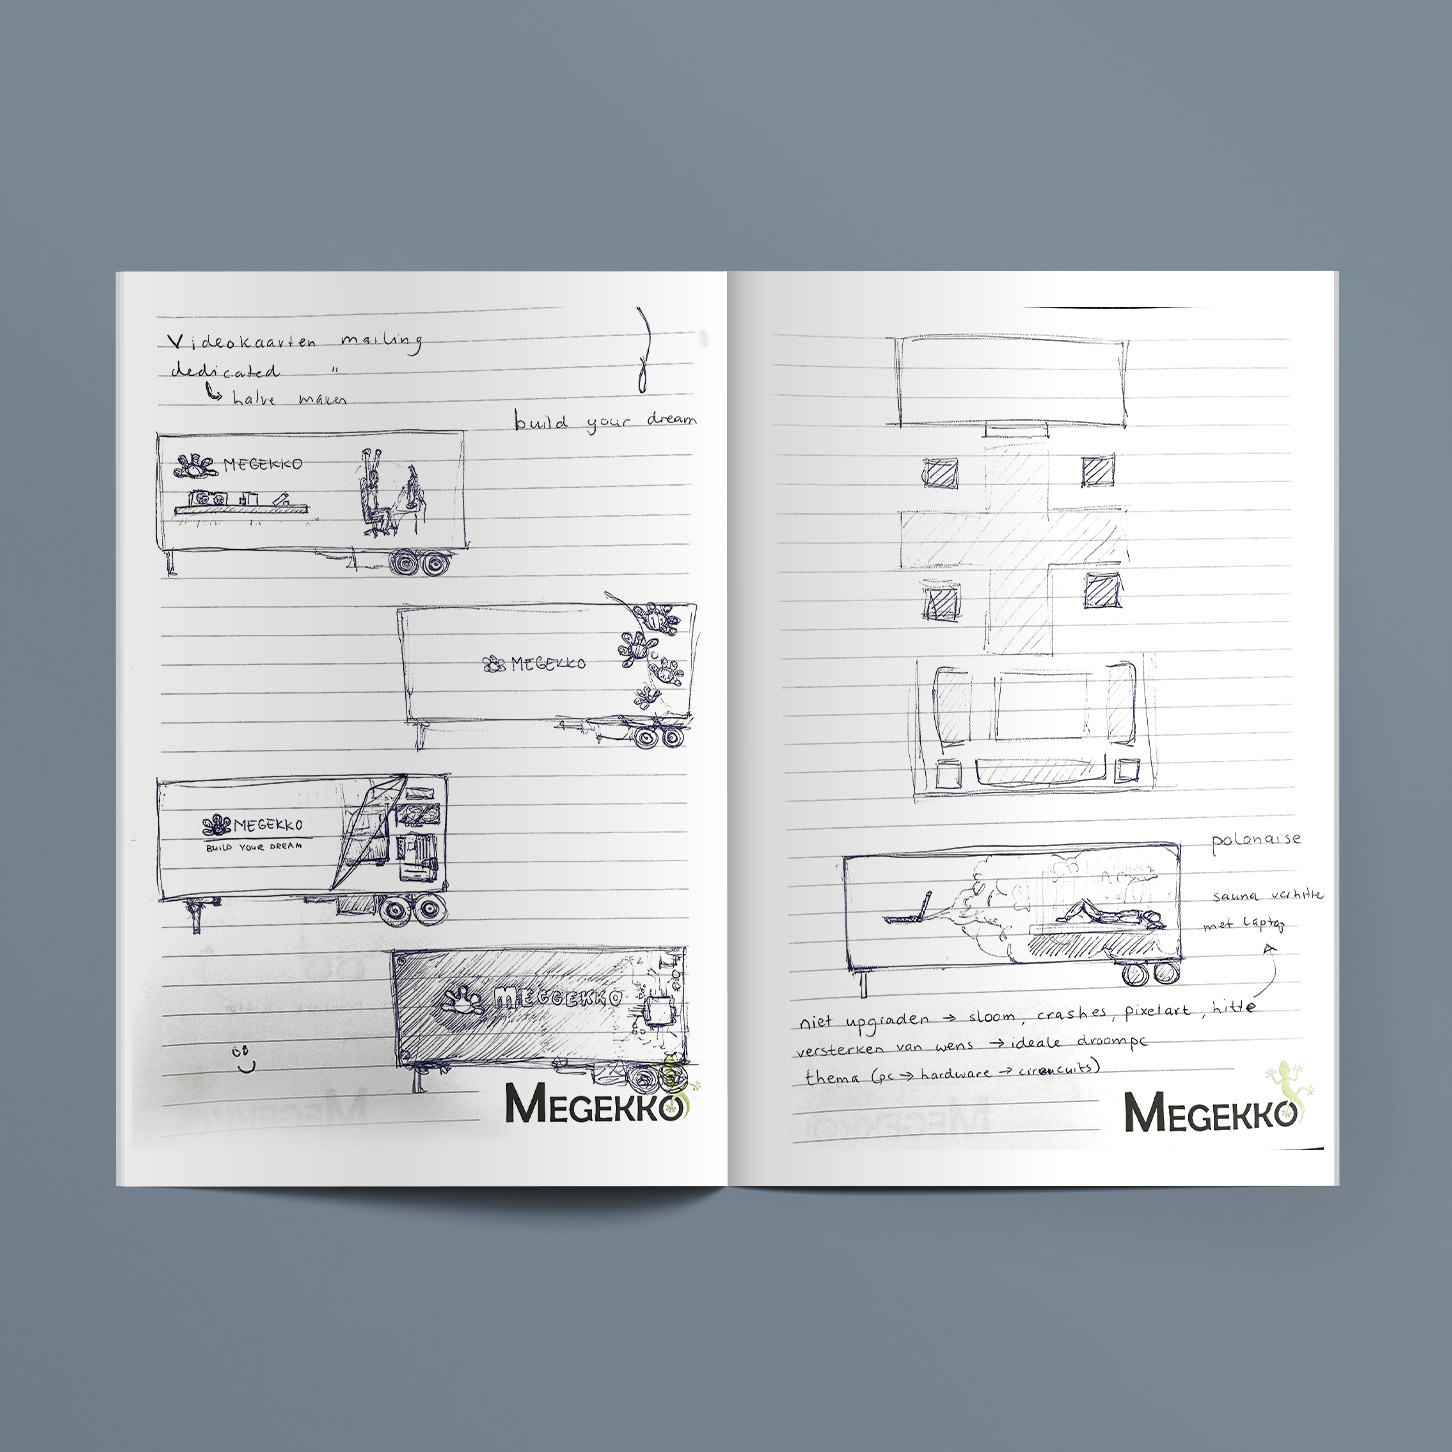 Videokaarten mailing
dedicated "
halve maken
build your dream
MEGEKKO
MEGEKKO
MEGEKKO
BUILD YOUR DREAM
MEGGEKKO
MEGEKKO
polonaise
sauna verhitte
met laptop
niet upgraden → sloom, crashes, pixelart, hitte
versterken van wens → ideale droompc
thema (pc → hardware → circuits)
MEGEKKO